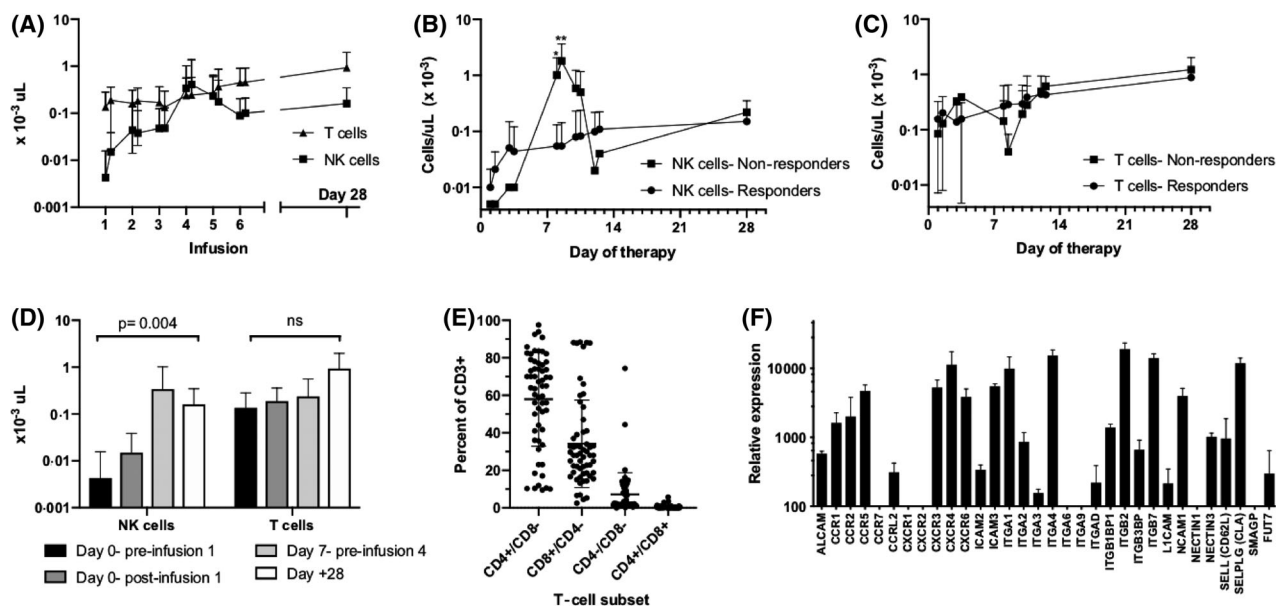 (A)
10
1
0·1
0·01
0·001
x 10⁻³ uL
T cells
NK cells
Day 28
1 2 3 4 5 6
Infusion
(B)
10
1
0·1
0·01
Cells/uL (x 10⁻³)
*
**
NK cells- Non-responders
NK cells- Responders
0 7 14 21 28
Day of therapy
(C)
10
1
0·1
0·01
Cells/uL (x 10⁻³)
T cells- Non-responders
T cells- Responders
0 7 14 21 28
Day of therapy
(D)
10
1
0·1
0·01
0·001
x10⁻³ uL
p= 0.004
ns
NK cells T cells
Day 0- pre-infusion 1
Day 0- post-infusion 1
Day 7- pre-infusion 4
Day +28
(E)
100
80
60
40
20
0
Percent of CD3+
CD4+/CD8-
CD8+/CD4-
CD4-/CD8-
CD4+/CD8+
T-cell subset
(F)
10000
1000
100
Relative expression
ALCAM
CCR1
CCR2
CCR5
CCR7
CCRL2
CXCR1
CXCR2
CXCR3
CXCR4
CXCR6
ICAM2
ICAM3
ITGA1
ITGA2
ITGA3
ITGA4
ITGA6
ITGA9
ITGAD
ITGB1BP1
ITGB2
ITGB3BP
ITGB7
L1CAM
NCAM1
NECTIN1
NECTIN3
SELL (CD62L)
SELPLG (CLA)
SMAGP
FUT7